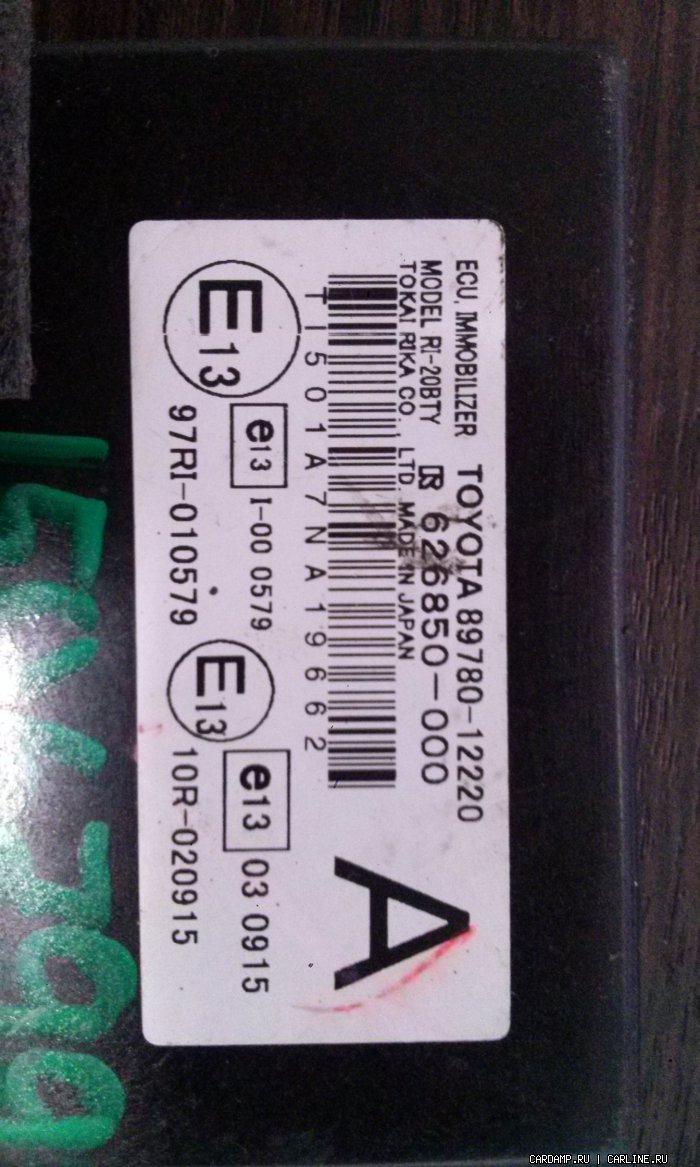 ECU, IMMOBILIZER TOYOTA 89780-12220
MODEL RI-20BTY 626850-000
TOKAI RIKA CO., LTD. MADE IN JAPAN
TI501A7NA19662
A
E13
e13 I-00 0579
97RI-010579
E13
e13 03 0915
10R-020915
CARDAMP.RU | CARLINE.RU